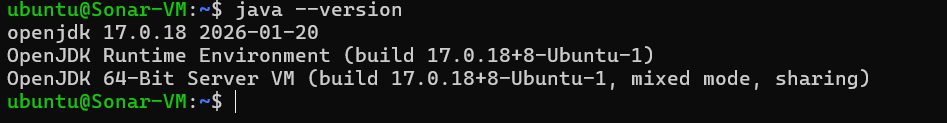 ubuntu@Sonar-VM:~$ java --version
openjdk 17.0.18 2026-01-20
OpenJDK Runtime Environment (build 17.0.18+8-Ubuntu-1)
OpenJDK 64-Bit Server VM (build 17.0.18+8-Ubuntu-1, mixed mode, sharing)
ubuntu@Sonar-VM:~$